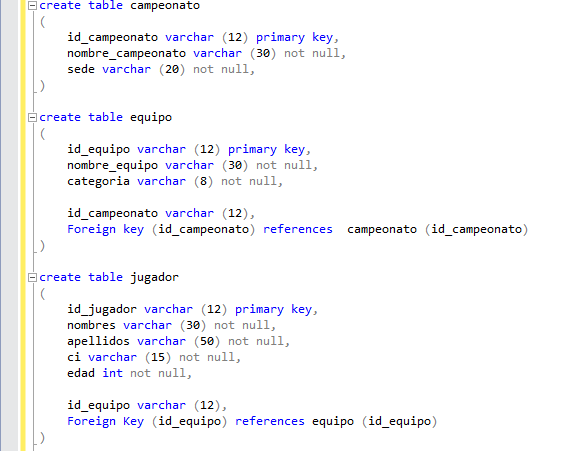 create table campeonato
(
id_campeonato varchar (12) primary key,
nombre_campeonato varchar (30) not null,
sede varchar (20) not null,
)
create table equipo
(
id_equipo varchar (12) primary key,
nombre_equipo varchar (30) not null,
categoria varchar (8) not null,
id_campeonato varchar (12),
Foreign key (id_campeonato) references  campeonato (id_campeonato)
)
create table jugador
(
id_jugador varchar (12) primary key,
nombres varchar (30) not null,
apellidos varchar (50) not null,
ci varchar (15) not null,
edad int not null,
id_equipo varchar (12),
Foreign Key (id_equipo) references equipo (id_equipo)
)